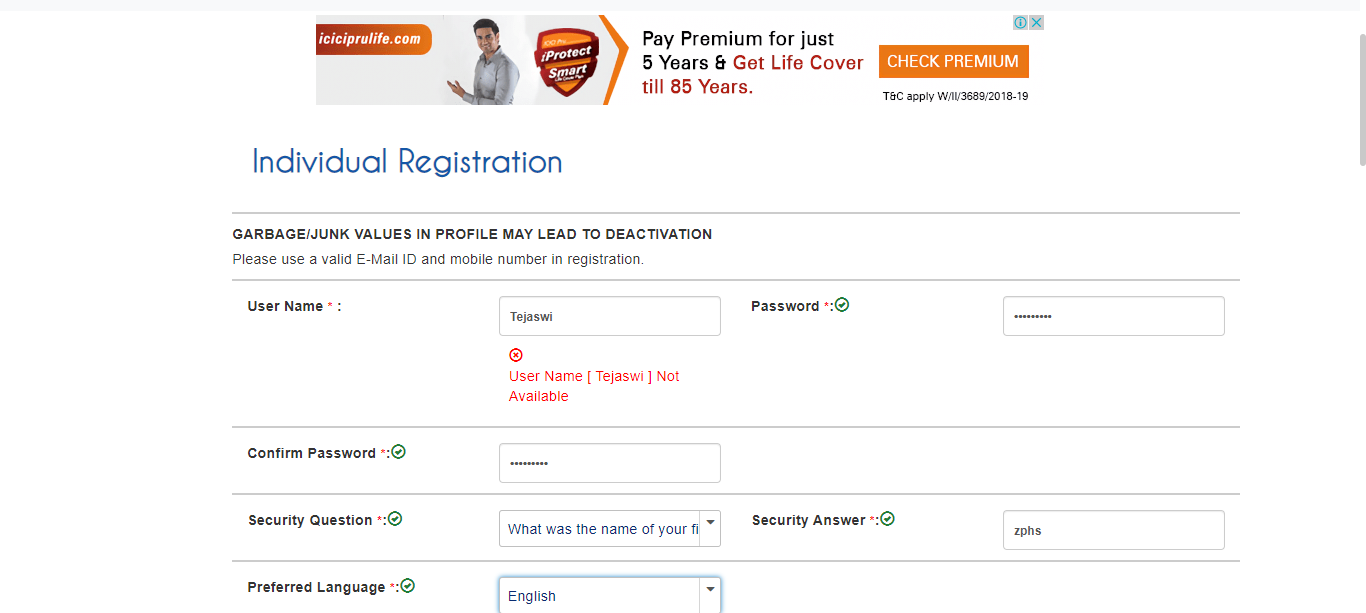 iciciprulife.com
ICICI Pru
iProtect
Smart
Pay Premium for just
5 Years & Get Life Cover
till 85 Years.
CHECK PREMIUM
T&C apply W/II/3689/2018-19
Individual Registration
GARBAGE/JUNK VALUES IN PROFILE MAY LEAD TO DEACTIVATION
Please use a valid E-Mail ID and mobile number in registration.
User Name * :
Tejaswi
Password *:
•••••••••
User Name [ Tejaswi ] Not
Available
Confirm Password *:
•••••••••
Security Question *:
What was the name of your fi
Security Answer *:
zphs
Preferred Language *:
English